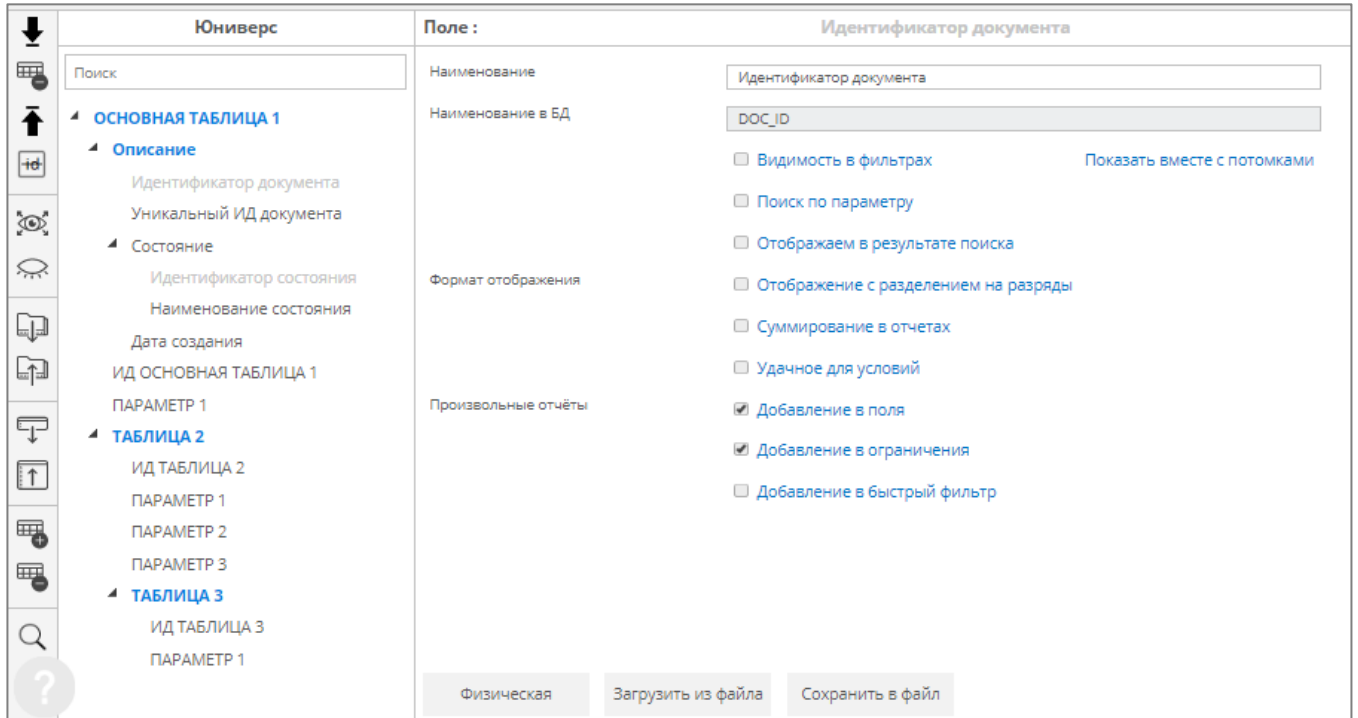 Юниверс
Поле :
Идентификатор документа
Поиск
ОСНОВНАЯ ТАБЛИЦА 1
Описание
Идентификатор документа
Уникальный ИД документа
Состояние
Идентификатор состояния
Наименование состояния
Дата создания
ИД ОСНОВНАЯ ТАБЛИЦА 1
ПАРАМЕТР 1
ТАБЛИЦА 2
ИД ТАБЛИЦА 2
ПАРАМЕТР 1
ПАРАМЕТР 2
ПАРАМЕТР 3
ТАБЛИЦА 3
ИД ТАБЛИЦА 3
ПАРАМЕТР 1
Наименование
Идентификатор документа
Наименование в БД
DOC_ID
Видимость в фильтрах
Показать вместе с потомками
Поиск по параметру
Отображаем в результате поиска
Формат отображения
Отображение с разделением на разряды
Суммирование в отчетах
Удачное для условий
Произвольные отчёты
Добавление в поля
Добавление в ограничения
Добавление в быстрый фильтр
Физическая
Загрузить из файла
Сохранить в файл
id
?